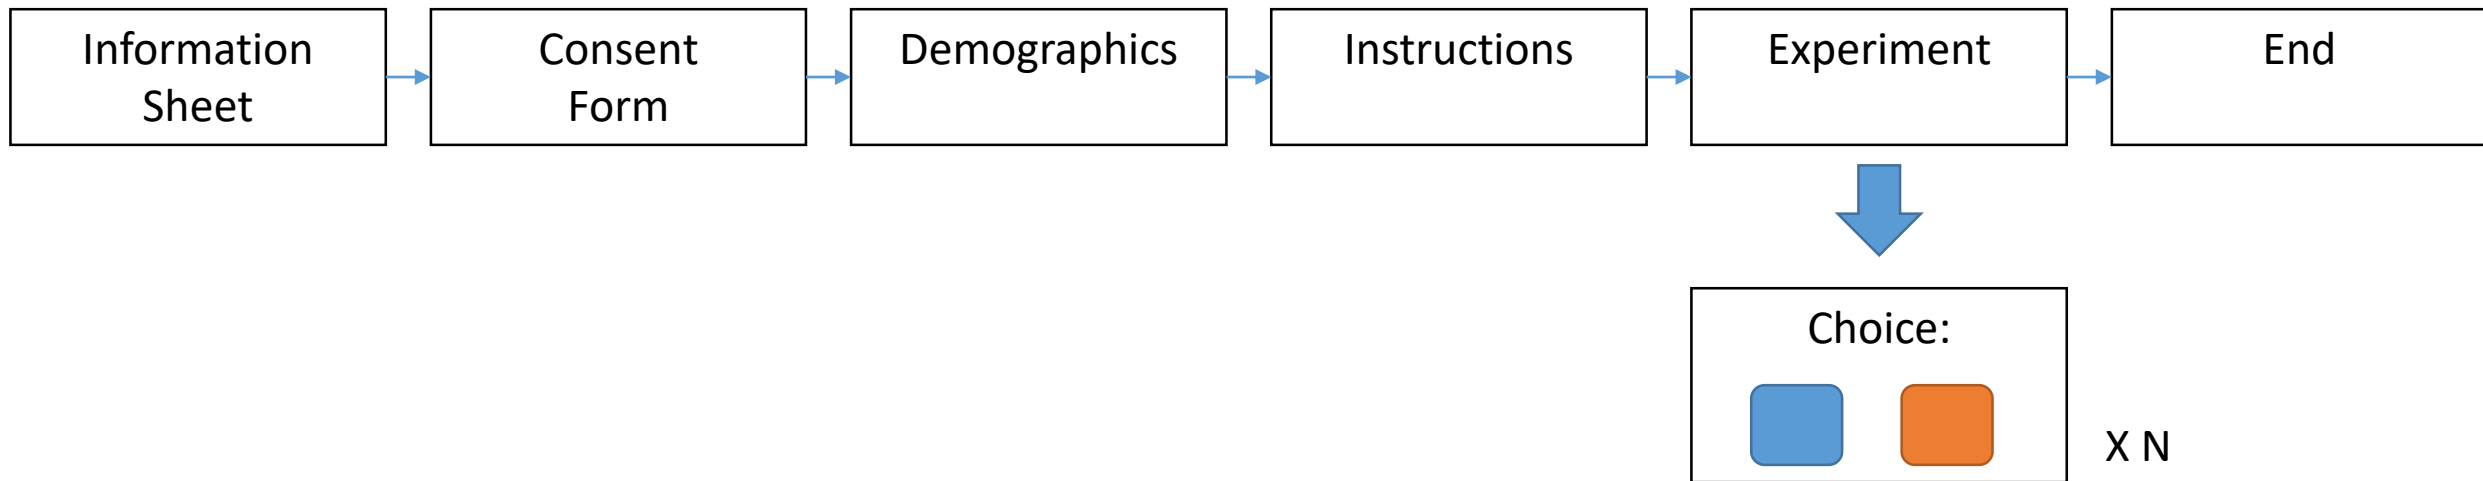 Information
Sheet
Consent
Form
Demographics
Instructions
Experiment
End
Choice:
X N